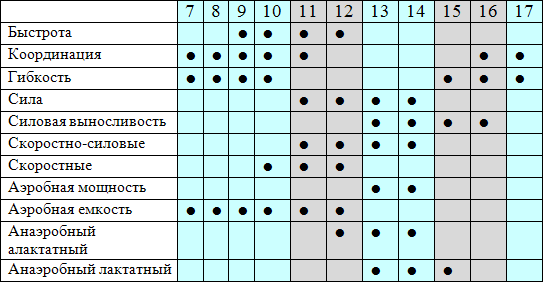 7 8 9 10 11 12 13 14 15 16 17
Быстрота ● ● ● ●
Координация ● ● ● ● ● ● ●
Гибкость ● ● ● ● ● ● ●
Сила ● ● ● ●
Силовая выносливость ● ● ● ●
Скоростно-силовые ● ● ● ●
Скоростные ● ● ●
Аэробная мощность ● ●
Аэробная емкость ● ● ● ● ● ●
Анаэробный ● ● ●
алактатный
Анаэробный лактатный ● ● ●